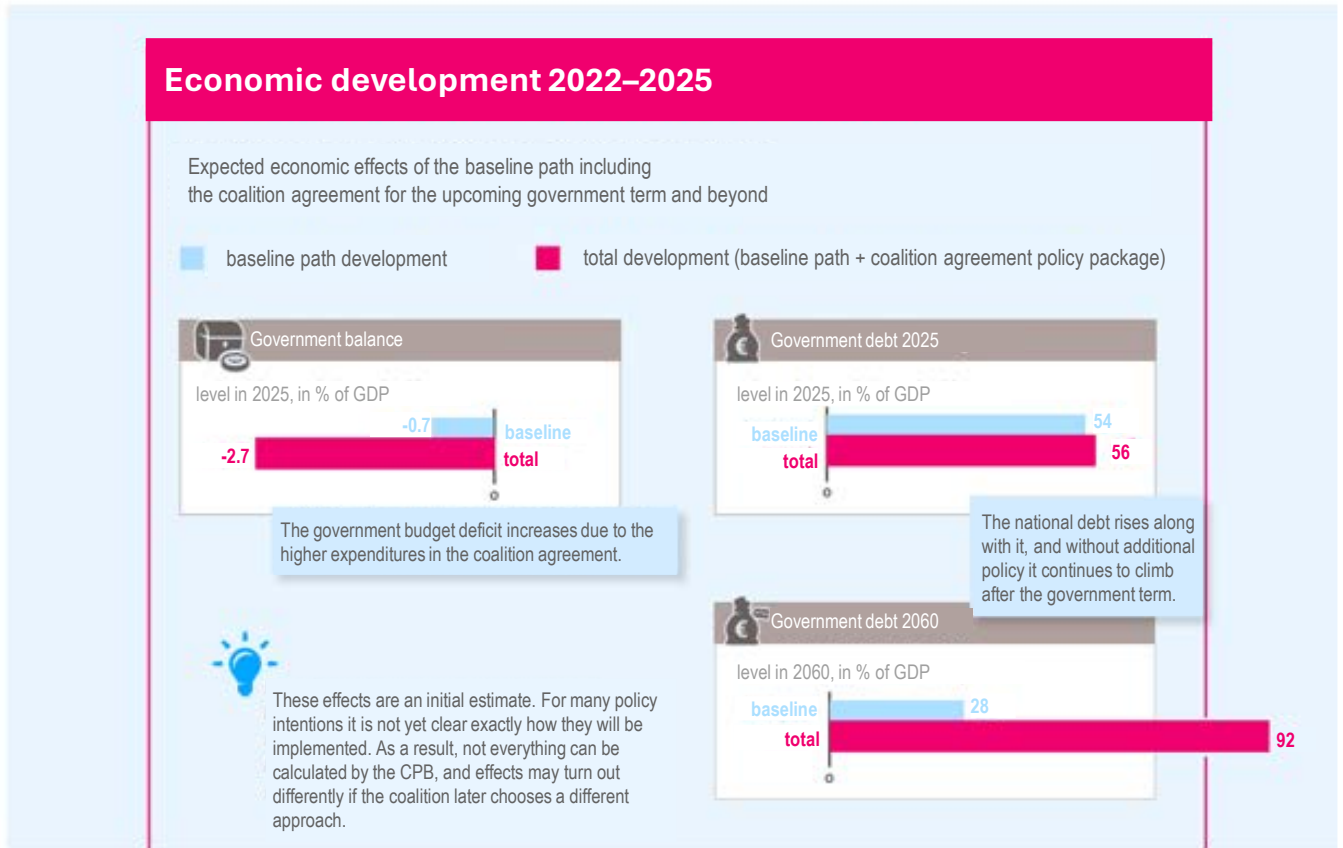 Economic development 2022–2025
Expected economic effects of the baseline path including
the coalition agreement for the upcoming government term and beyond
baseline path development
total development (baseline path + coalition agreement policy package)
Government balance
level in 2025, in % of GDP
-0.7
baseline
-2.7
total
0
The government budget deficit increases due to the
higher expenditures in the coalition agreement.
Government debt 2025
level in 2025, in % of GDP
baseline
54
total
56
0
The national debt rises along
with it, and without additional
policy it continues to climb
after the government term.
Government debt 2060
level in 2060, in % of GDP
baseline
28
total
92
0
These effects are an initial estimate. For many policy
intentions it is not yet clear exactly how they will be
implemented. As a result, not everything can be
calculated by the CPB, and effects may turn out
differently if the coalition later chooses a different
approach.